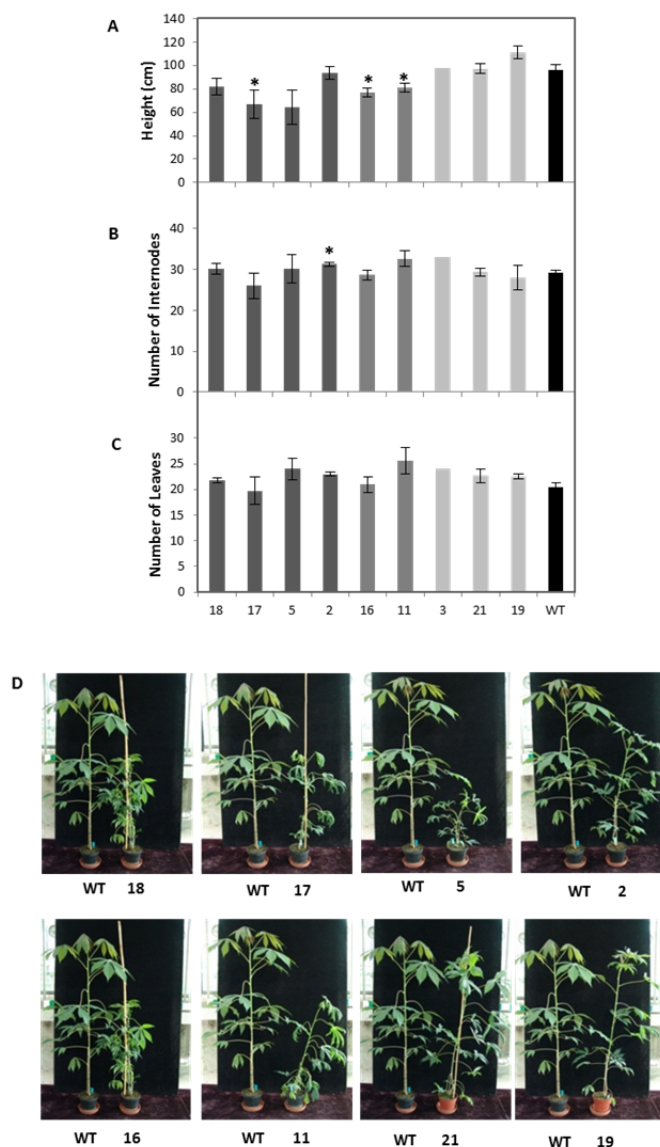 A
Height (cm)
140
120
100
80
60
40
20
0
*
*
*
B
Number of Internodes
40
30
20
10
0
*
C
Number of Leaves
30
25
20
15
10
5
0
18 17 5 2 16 11 3 21 19 WT
D
WT 18
WT 17
WT 5
WT 2
WT 16
WT 11
WT 21
WT 19